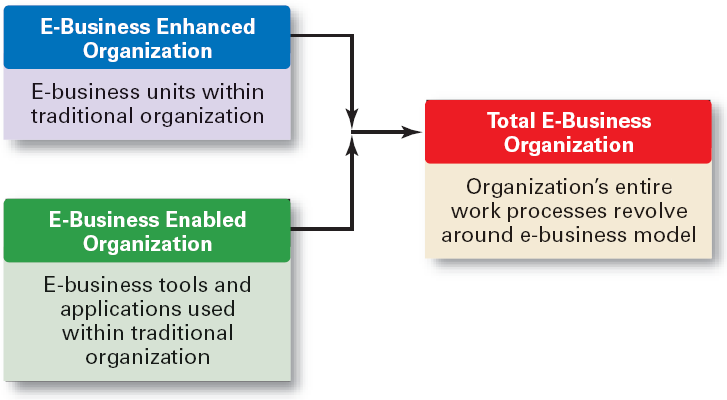 E-Business Enhanced
Organization
E-business units within
traditional organization
E-Business Enabled
Organization
E-business tools and
applications used
within traditional
organization
Total E-Business
Organization
Organization’s entire
work processes revolve
around e-business model